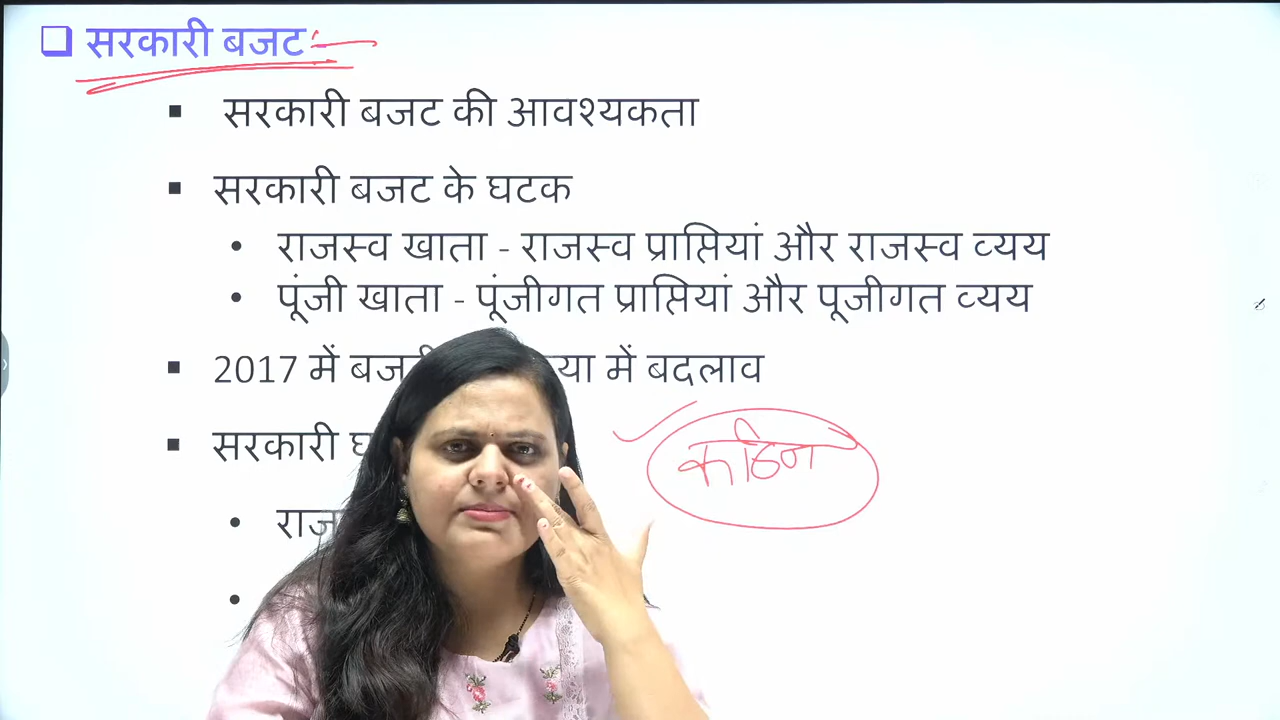 सरकारी बजट :-
सरकारी बजट की आवश्यकता
सरकारी बजट के घटक
राजस्व खाता - राजस्व प्राप्तियां और राजस्व व्यय
पूंजी खाता - पूंजीगत प्राप्तियां और पूजीगत व्यय
2017 में में बदलाव
सरकारी
कठिन